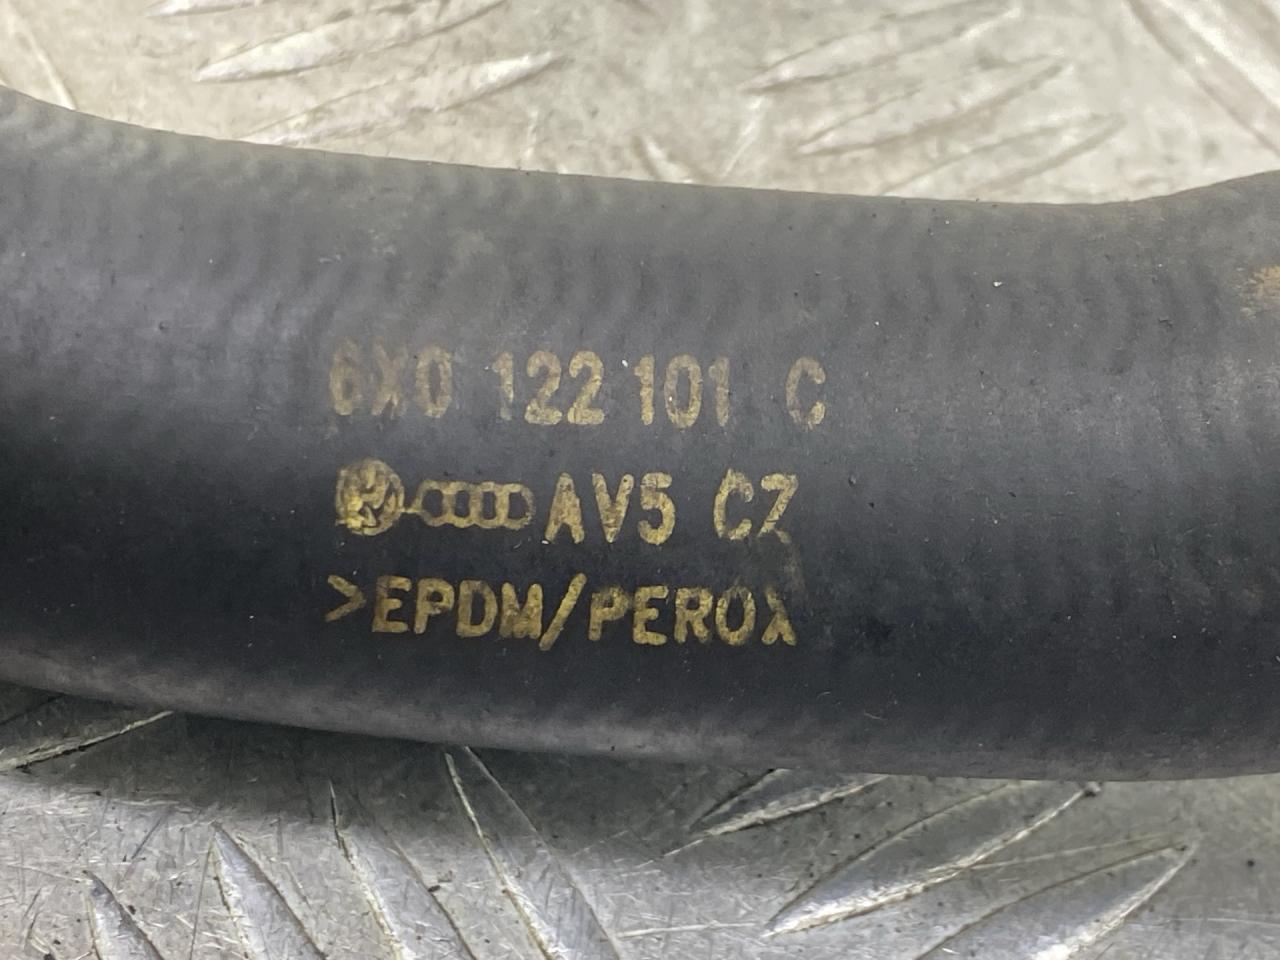 6X0 122 101 C
AV5 CZ
>EPDM/PEROX